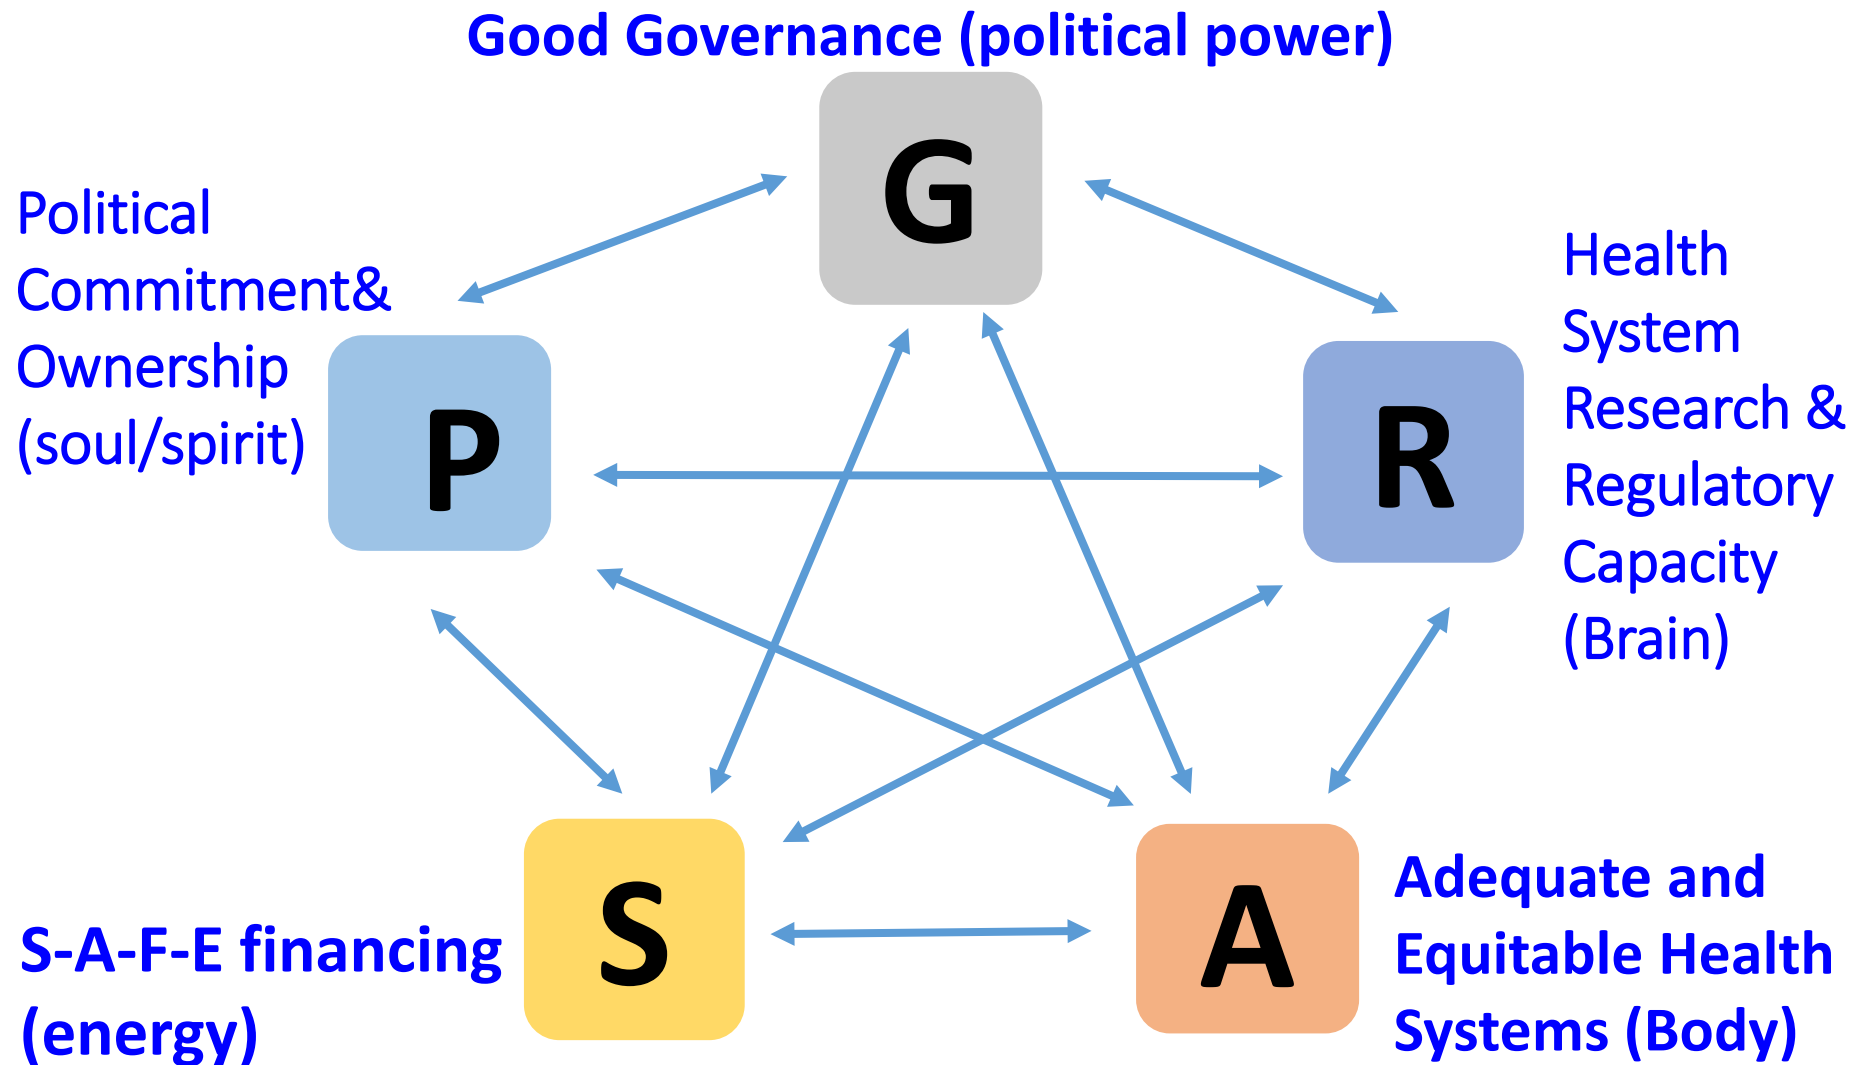 Good Governance (political power)
G
Political
Commitment&
Ownership
(soul/spirit)
P
Health
System
Research &
Regulatory
Capacity
(Brain)
R
S-A-F-E financing
(energy)
S
A
Adequate and
Equitable Health
Systems (Body)